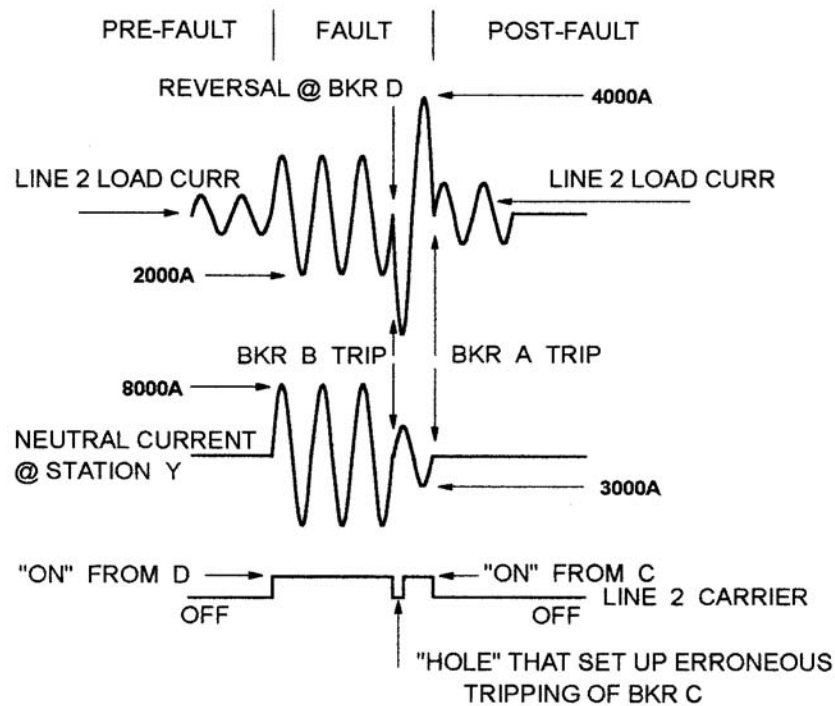 PRE-FAULT
FAULT
POST-FAULT
REVERSAL @ BKR D
4000A
LINE 2 LOAD CURR
LINE 2 LOAD CURR
2000A
BKR B TRIP
BKR A TRIP
8000A
NEUTRAL CURRENT
@ STATION Y
3000A
"ON" FROM D
"ON" FROM C
LINE 2 CARRIER
OFF
OFF
"HOLE" THAT SET UP ERRONEOUS
TRIPPING OF BKR C